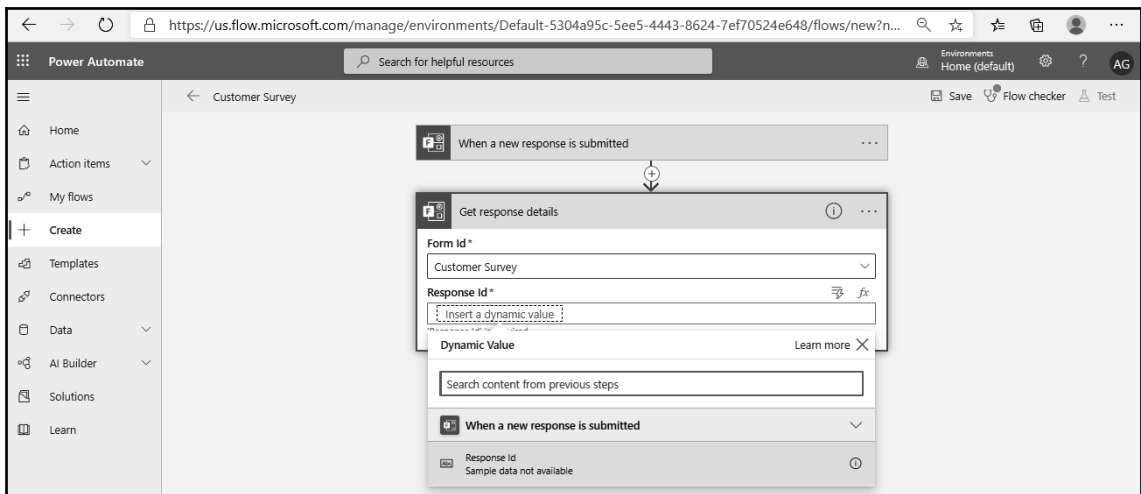 https://us.flow.microsoft.com/manage/environments/Default-5304a95c-5ee5-4443-8624-7ef70524e648/flows/new?n...
Power Automate
Search for helpful resources
Environments
Home (default)
?
AG
Customer Survey
Save
Flow checker
Test
Home
Action items
My flows
Create
Templates
Connectors
Data
AI Builder
Solutions
Learn
When a new response is submitted
Get response details
Form Id *
Customer Survey
Response Id *
fx
Insert a dynamic value
Dynamic Value
Learn more
Search content from previous steps
When a new response is submitted
Abc
Response Id
Sample data not available